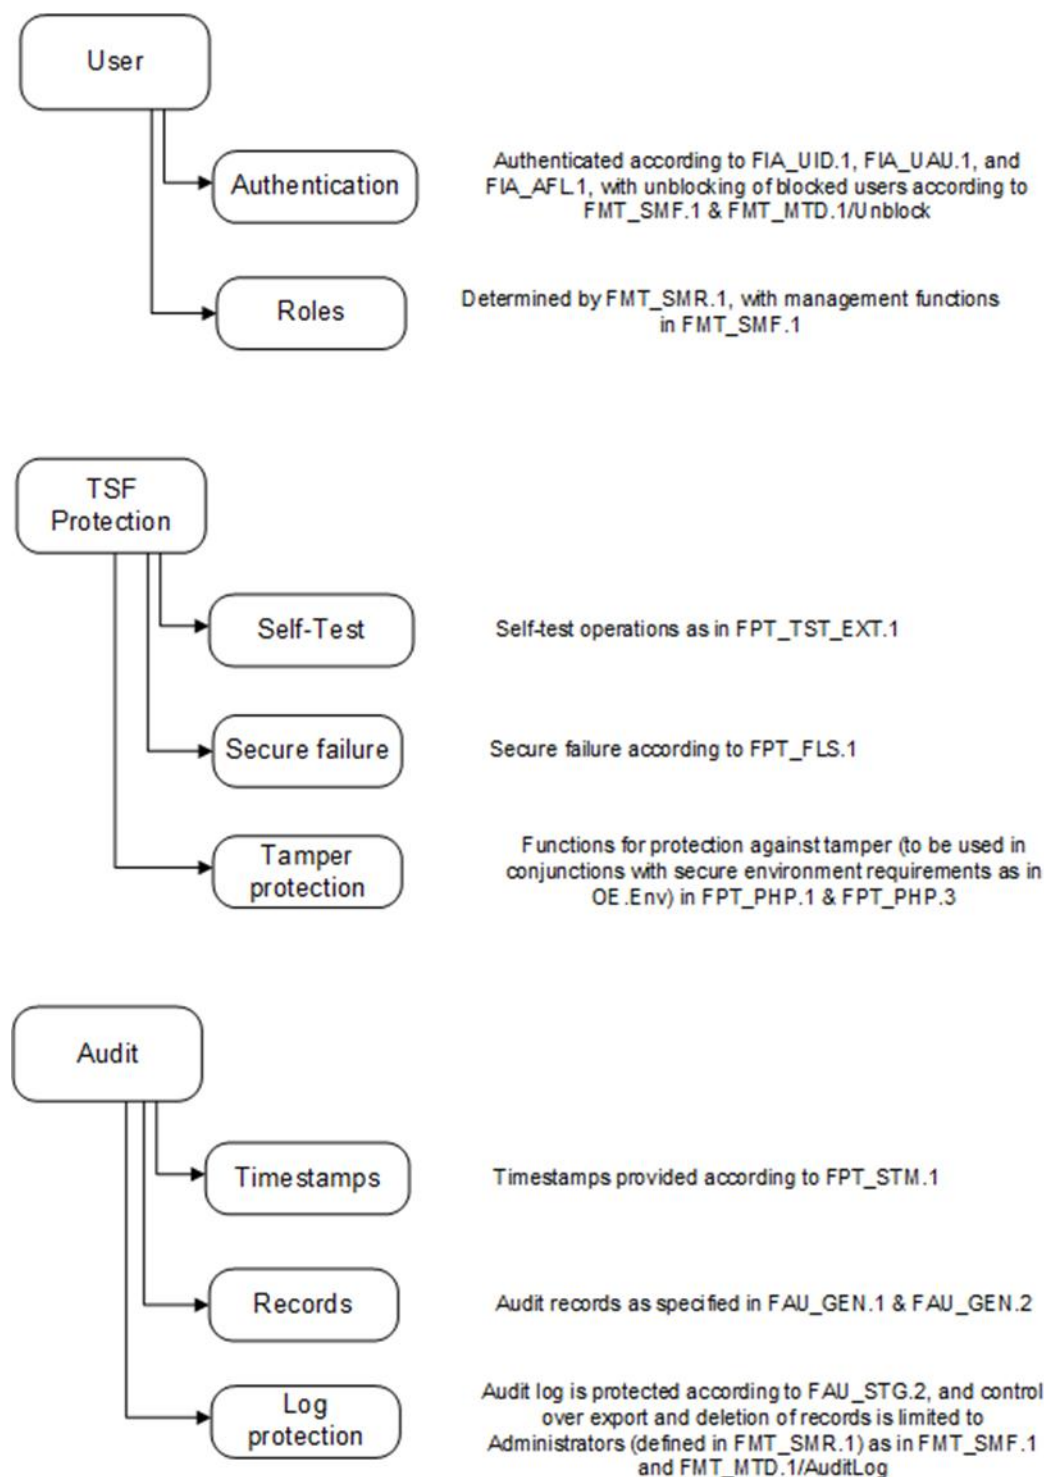 User
Authentication
Authenticated according to FIA_UID.1, FIA_UAU.1, and
FIA_AFL.1, with unblocking of blocked users according to
FMT_SMF.1 & FMT_MTD.1/Unblock
Roles
Determined by FMT_SMR.1, with management functions
in FMT_SMF.1
TSF
Protection
Self-Test
Self-test operations as in FPT_TST_EXT.1
Secure failure
Secure failure according to FPT_FLS.1
Tamper
protection
Functions for protection against tamper (to be used in
conjunctions with secure environment requirements as in
OE.Env) in FPT_PHP.1 & FPT_PHP.3
Audit
Timestamps
Timestamps provided according to FPT_STM.1
Records
Audit records as specified in FAU_GEN.1 & FAU_GEN.2
Log
protection
Audit log is protected according to FAU_STG.2, and control
over export and deletion of records is limited to
Administrators (defined in FMT_SMR.1) as in FMT_SMF.1
and FMT_MTD.1/AuditLog